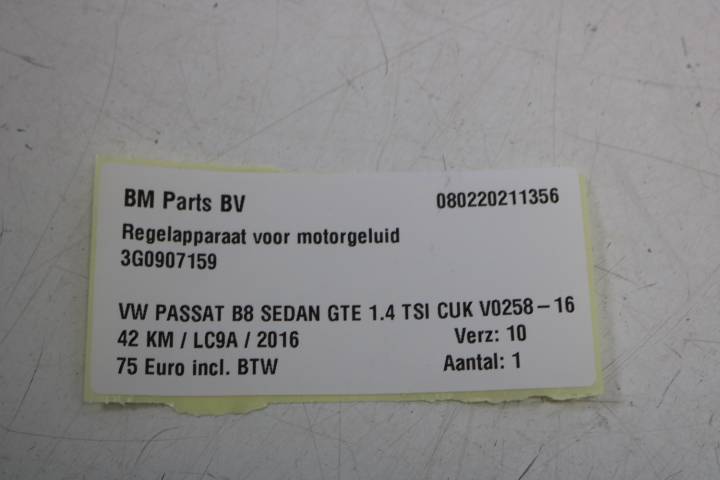 BM Parts BV 080220211356
Regelapparaat voor motorgeluid
3G0907159
VW PASSAT B8 SEDAN GTE 1.4 TSI CUK V0258-16
42 KM / LC9A / 2016 Verz: 10
75 Euro incl. BTW Aantal: 1